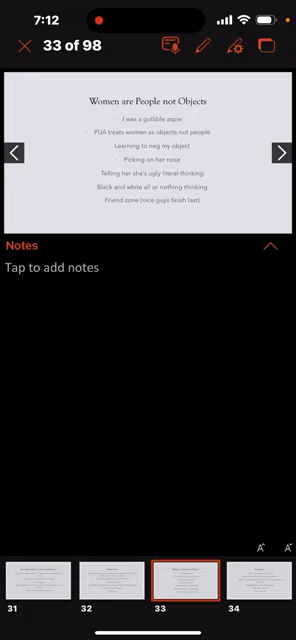 7:12
33 of 98
Women are People not Objects
I was a gullible aspie
PUA treats women as objects not people
Learning to neg my object
Picking on her nose
Telling her she's ugly literal thinking
Black and white all or nothing thinking
Friend zone (nice guys finish last)
Notes
Tap to add notes
A A
31 32 33 34